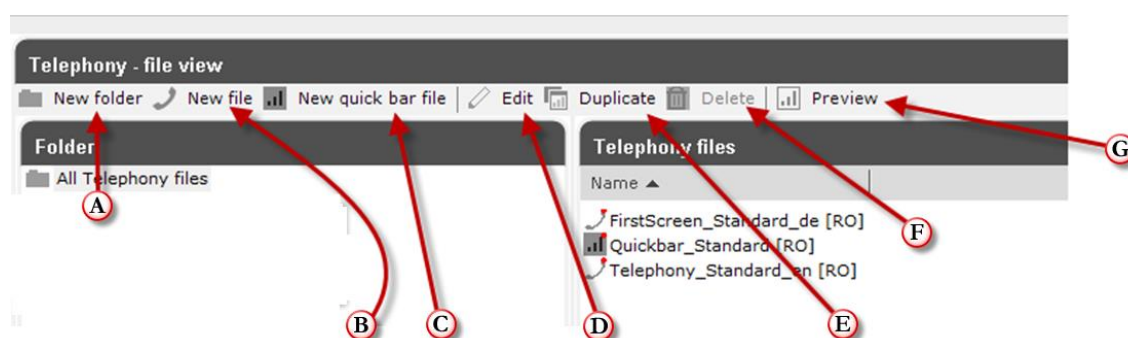 Telephony - file view
New folder New file New quick bar file Edit Duplicate Delete Preview
Folder
All Telephony files
Telephony files
Name
FirstScreen_Standard_de [RO]
Quickbar_Standard [RO]
Telephony_Standard_en [RO]
A
B
C
D
E
F
G